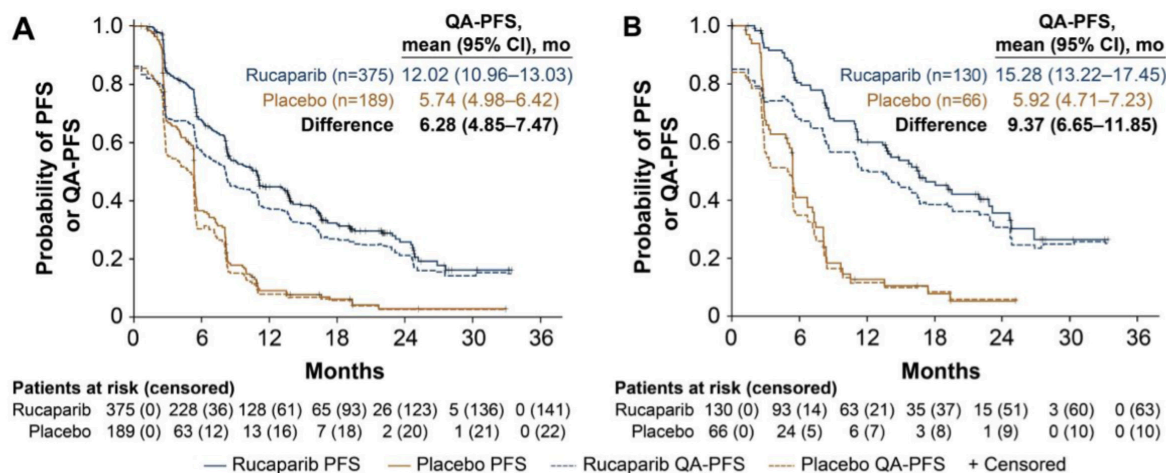 A
QA-PFS,
mean (95% CI), mo
Rucaparib (n=375) 12.02 (10.96–13.03)
Placebo (n=189) 5.74 (4.98–6.42)
Difference 6.28 (4.85–7.47)
Probability of PFS
or QA-PFS
1.0
0.8
0.6
0.4
0.2
0
0 6 12 18 24 30 36
Months
Patients at risk (censored)
Rucaparib 375 (0) 228 (36) 128 (61) 65 (93) 26 (123) 5 (136) 0 (141)
Placebo 189 (0) 63 (12) 13 (16) 7 (18) 2 (20) 1 (21) 0 (22)
B
QA-PFS,
mean (95% CI), mo
Rucaparib (n=130) 15.28 (13.22–17.45)
Placebo (n=66) 5.92 (4.71–7.23)
Difference 9.37 (6.65–11.85)
Probability of PFS
or QA-PFS
1.0
0.8
0.6
0.4
0.2
0
0 6 12 18 24 30 36
Months
Patients at risk (censored)
Rucaparib 130 (0) 93 (14) 63 (21) 35 (37) 15 (51) 3 (60) 0 (63)
Placebo 66 (0) 24 (5) 6 (7) 3 (8) 1 (9) 0 (10) 0 (10)
Rucaparib PFS Placebo PFS Rucaparib QA-PFS Placebo QA-PFS + Censored